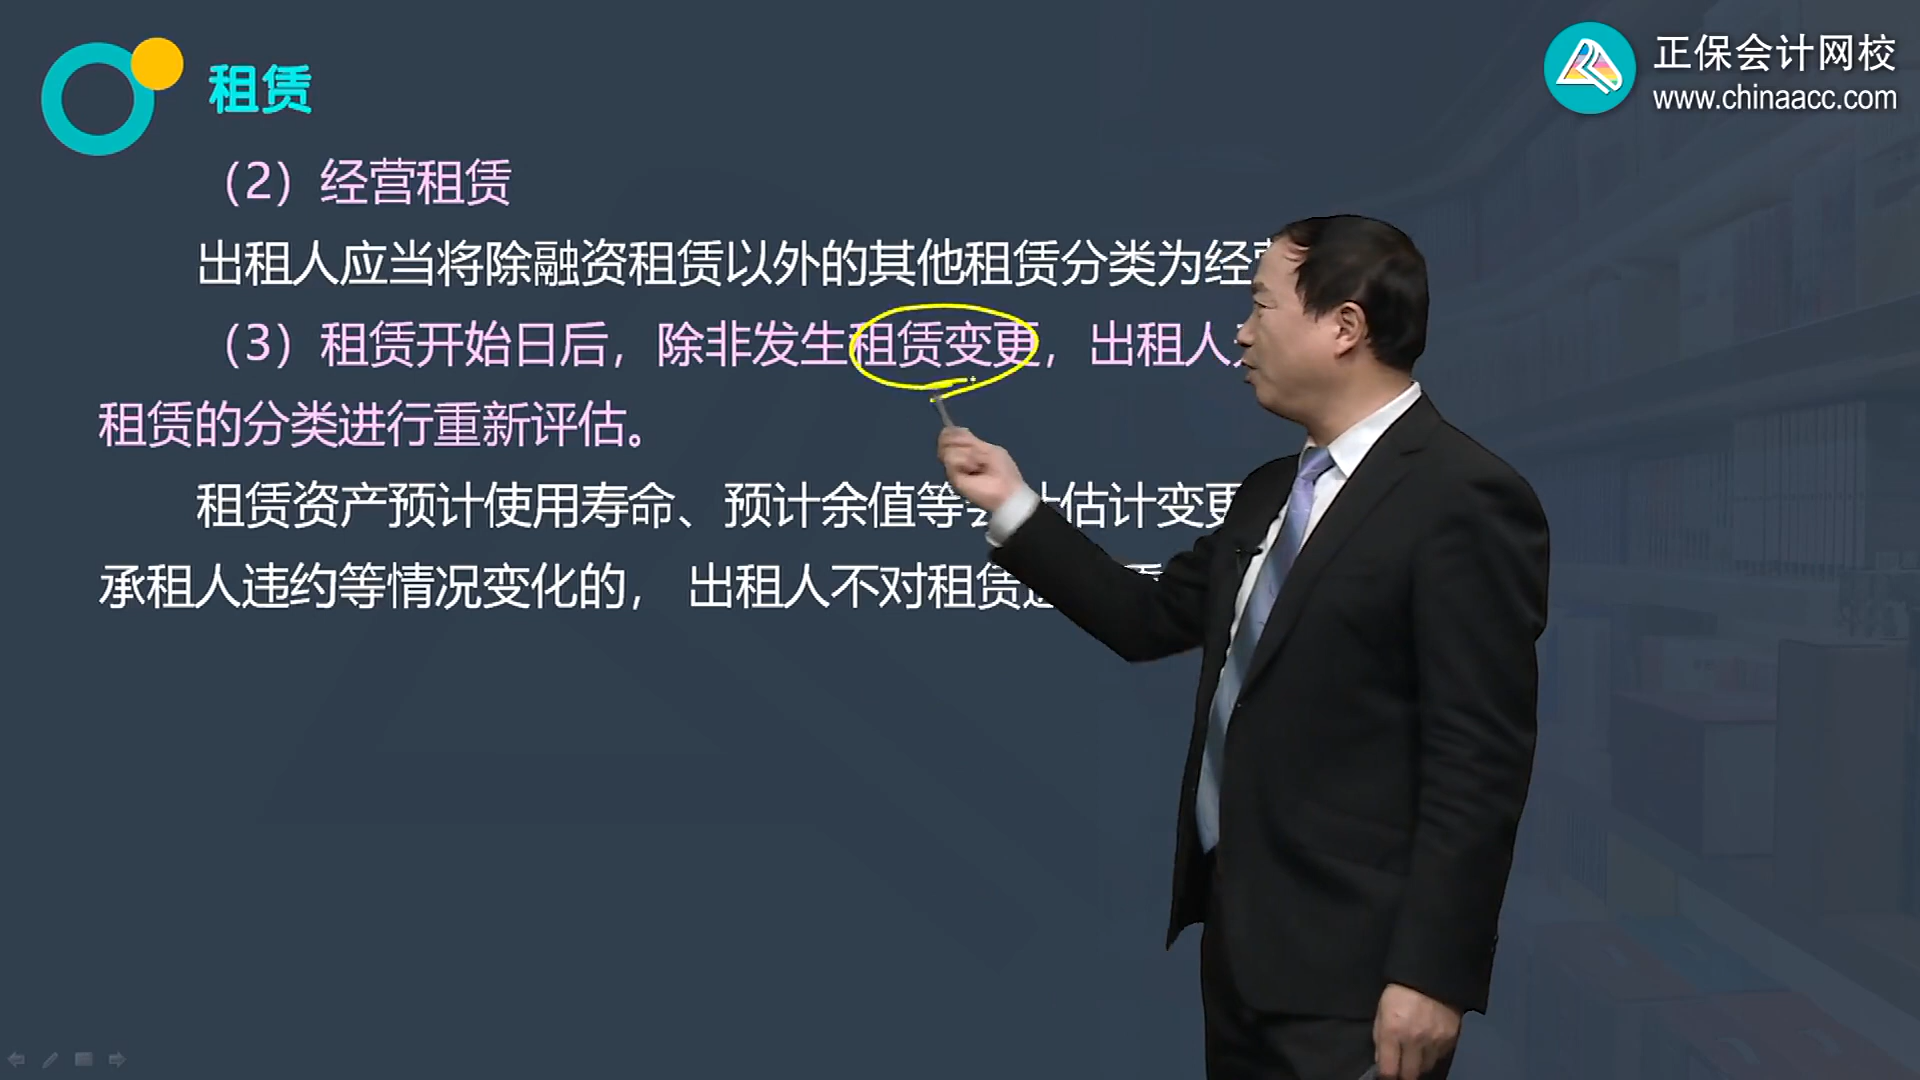 租赁
正保会计网校
www.chinaacc.com
（2）经营租赁
出租人应当将除融资租赁以外的其他租赁分类为经
（3）租赁开始日后，除非发生租赁变更，出租人
租赁的分类进行重新评估。
租赁资产预计使用寿命、预计余值等会计估计变更
承租人违约等情况变化的， 出租人不对租赁